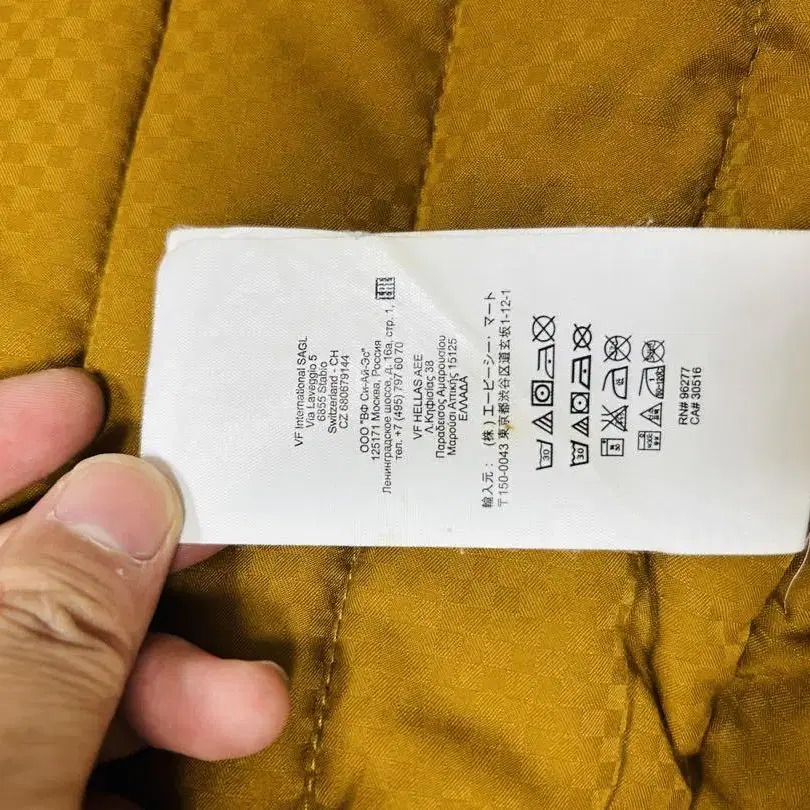 VF International SAGL
Via Laveggio 5
6855 Stabio
Switzerland - CH
CZ 680679144
ООО "ВФ Си-Ай-Эс"
125171 Москва, Россия
Ленинградское шоссе, д. 16а, стр. 1,
тел. +7 (495) 797 60 70
VF HELLAS AEE
Λ.Κηφισίας 38
Παράδεισος Αμαρουσίου
Μαρούσι Αττικής 15125
ΕΛΛΑΔΑ
輸入元: (株)エービーシー・マート
〒150-0043 東京都渋谷区道玄坂1-12-1
30
30
RN# 96277
CA# 30516